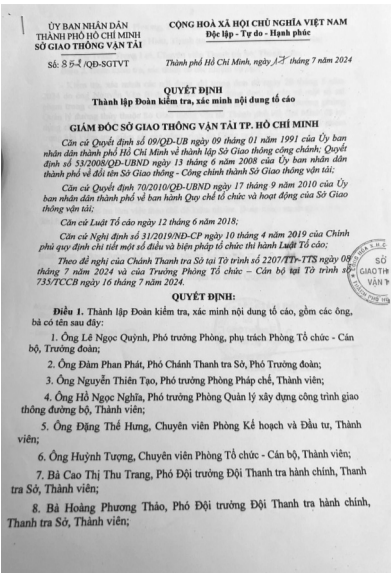 ỦY BAN NHÂN DÂN
THÀNH PHỐ HỒ CHÍ MINH
SỞ GIAO THÔNG VẬN TẢI
CỘNG HOÀ XÃ HỘI CHỦ NGHĨA VIỆT NAM
Độc lập - Tự do - Hạnh phúc
Số: 852 /QĐ-SGTVT
Thành phố Hồ Chí Minh, ngày 17 tháng 7 năm 2024
QUYẾT ĐỊNH
Thành lập Đoàn kiểm tra, xác minh nội dung tố cáo
GIÁM ĐỐC SỞ GIAO THÔNG VẬN TẢI TP. HỒ CHÍ MINH
Căn cứ Quyết định số 09/QĐ-UB ngày 09 tháng 01 năm 1991 của Ủy ban
nhân dân thành phố Hồ Chí Minh về thành lập Sở Giao thông công chánh; Quyết
định số 53/2008/QĐ-UBND ngày 13 tháng 6 năm 2008 của Ủy ban nhân dân
thành phố về đổi tên Sở Giao thông - Công chính thành Sở Giao thông vận tải;
Căn cứ Quyết định 70/2010/QĐ-UBND ngày 17 tháng 9 năm 2010 của Ủy
ban nhân dân thành phố về ban hành Quy chế tổ chức và hoạt động của Sở Giao
thông vận tải;
Căn cứ Luật Tố cáo ngày 12 tháng 6 năm 2018;
Căn cứ Nghị định số 31/2019/NĐ-CP ngày 10 tháng 4 năm 2019 của Chính
phủ quy định chi tiết một số điều và biện pháp tổ chức thi hành Luật Tố cáo;
Theo đề nghị của Chánh Thanh tra Sở tại Tờ trình số 2207/TTr-TTS ngày 08
tháng 7 năm 2024 và của Trưởng Phòng Tổ chức – Cán bộ tại Tờ trình số
735/TCCB ngày 16 tháng 7 năm 2024.
SỞ
GIAO TH
VẬN T
QUYẾT ĐỊNH:
Điều 1. Thành lập Đoàn kiểm tra, xác minh nội dung tố cáo, gồm các ông,
bà có tên sau đây:
1. Ông Lê Ngọc Quỳnh, Phó trưởng Phòng, phụ trách Phòng Tổ chức - Cán
bộ, Trưởng đoàn;
2. Ông Đàm Phan Phát, Phó Chánh Thanh tra Sở, Phó Trưởng đoàn;
3. Ông Nguyễn Thiên Tạo, Phó trưởng Phòng Pháp chế, Thành viên;
4. Ông Hồ Ngọc Nghĩa, Phó trưởng Phòng Quản lý xây dựng công trình giao
thông đường bộ, Thành viên;
5. Ông Đặng Thế Hưng, Chuyên viên Phòng Kế hoạch và Đầu tư, Thành
viên;
6. Ông Huỳnh Tượng, Chuyên viên Phòng Tổ chức - Cán bộ, Thành viên;
7. Bà Cao Thị Thu Trang, Phó Đội trưởng Đội Thanh tra hành chính, Thanh
tra Sở, Thành viên;
8. Bà Hoàng Phương Thảo, Phó Đội trưởng Đội Thanh tra hành chính,
Thanh tra Sở, Thành viên;